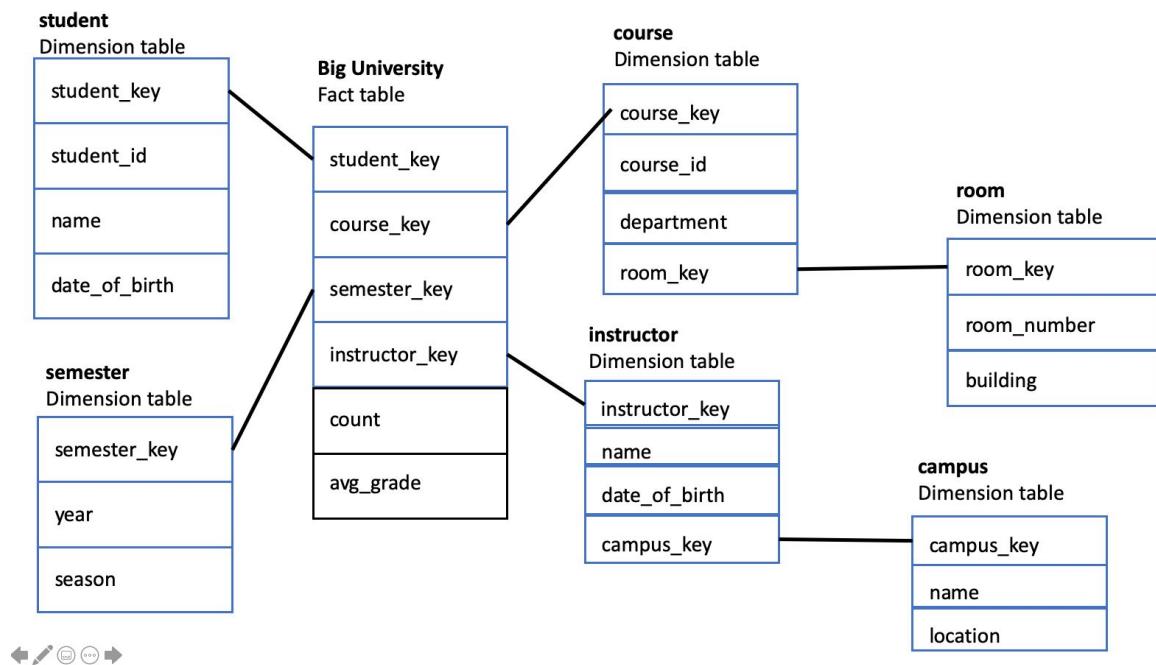 student
Dimension table
student_key
student_id
name
date_of_birth
semester
Dimension table
semester_key
year
season
Big University
Fact table
student_key
course_key
semester_key
instructor_key
count
avg_grade
course
Dimension table
course_key
course_id
department
room_key
instructor
Dimension table
instructor_key
name
date_of_birth
campus_key
room
Dimension table
room_key
room_number
building
campus
Dimension table
campus_key
name
location